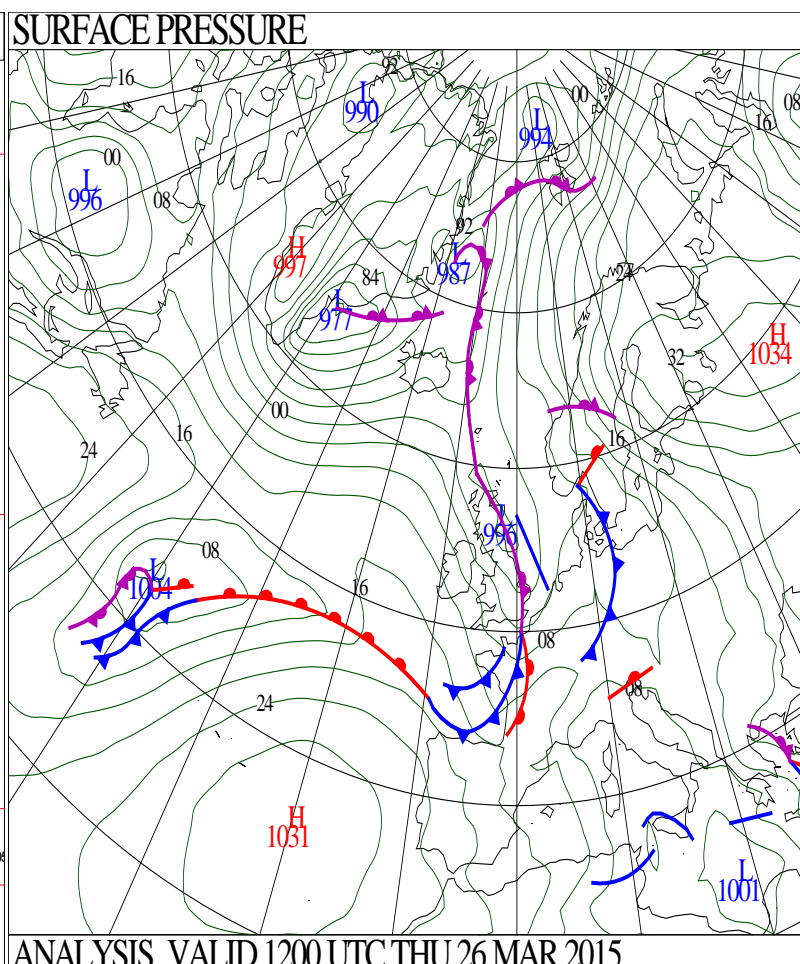 SURFACE PRESSURE
92
16
L
990
00
08
L
994
16
00
L
996
08
92
H
997
L
987
84
24
L
977
H
1034
32
00
16
16
24
L
996
08
L
1004
16
08
08
24
H
1031
L
1001
ANALYSIS VALID 1200 UTC THU 26 MAR 2015